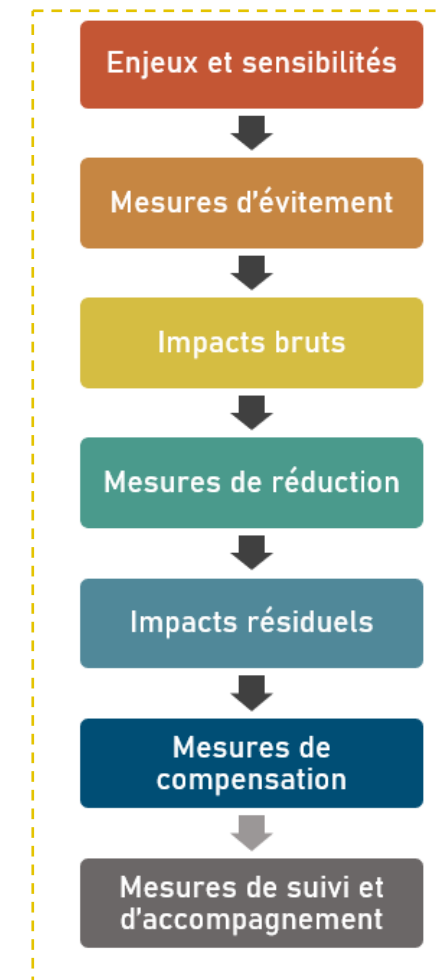 Enjeux et sensibilités
Mesures d'évitement
Impacts bruts
Mesures de réduction
Impacts résiduels
Mesures de
compensation
Mesures de suivi et
d'accompagnement